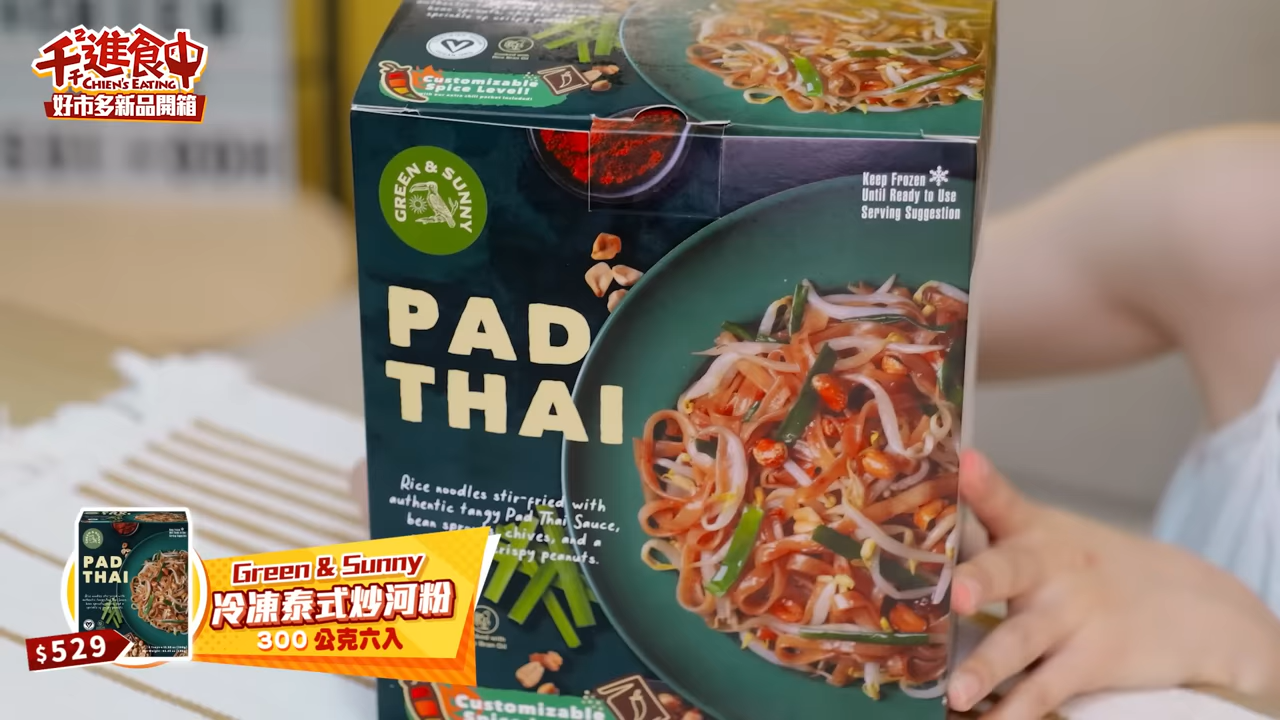 千千進食中
CHIEN'S EATING
好市多新品開箱
Customizable
Spice Level!
GREEN & SUNNY
Keep Frozen
Until Ready to Use
Serving Suggestion
PAD
THAI
Rice noodles stir-fried with
authentic tangy Pad Thai Sauce,
bean chives, and a
crispy peanuts.
Customizable
Green & Sunny
冷凍泰式炒河粉
300 公克六入
$529
PAD
THAI